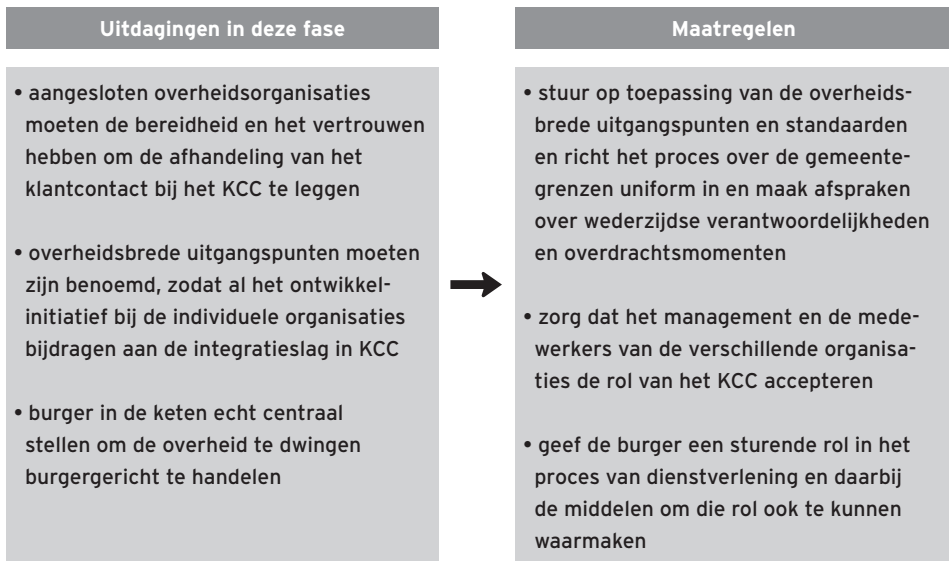 Uitdagingen in deze fase
• aangesloten overheidsorganisaties
moeten de bereidheid en het vertrouwen
hebben om de afhandeling van het
klantcontact bij het KCC te leggen
• overheidsbrede uitgangspunten moeten
zijn benoemd, zodat al het ontwikkel-
initiatief bij de individuele organisaties
bijdragen aan de integratieslag in KCC
• burger in de keten echt centraal
stellen om de overheid te dwingen
burgergericht te handelen
Maatregelen
• stuur op toepassing van de overheids-
brede uitgangspunten en standaarden
en richt het proces over de gemeente-
grenzen uniform in en maak afspraken
over wederzijdse verantwoordelijkheden
en overdrachtsmomenten
• zorg dat het management en de mede-
werkers van de verschillende organisa-
ties de rol van het KCC accepteren
• geef de burger een sturende rol in het
proces van dienstverlening en daarbij
de middelen om die rol ook te kunnen
waarmaken